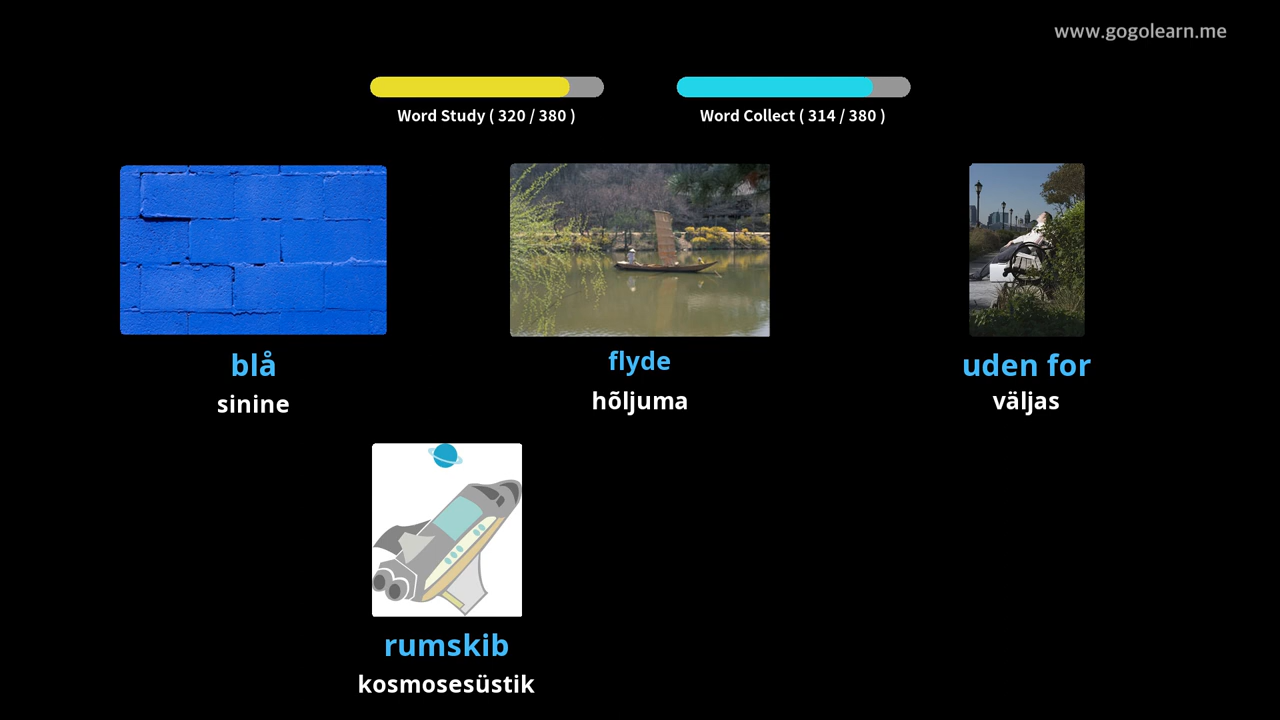 www.gogolearn.me
Word Study ( 320 / 380 )
Word Collect ( 314 / 380 )
blå
sinine
flyde
hõljuma
uden for
väljas
rumskib
kosmosesüstik